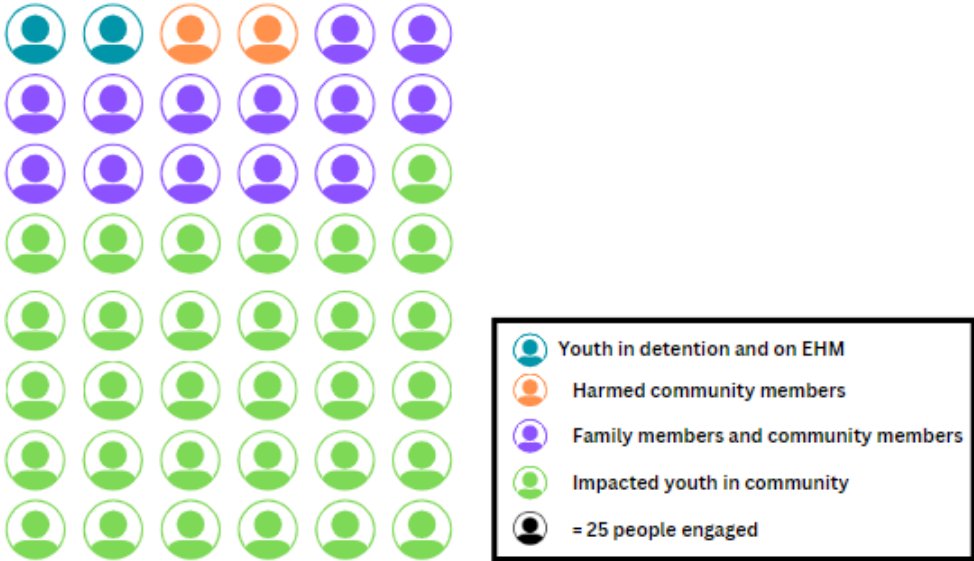 Youth in detention and on EHM
Harmed community members
Family members and community members
Impacted youth in community
= 25 people engaged